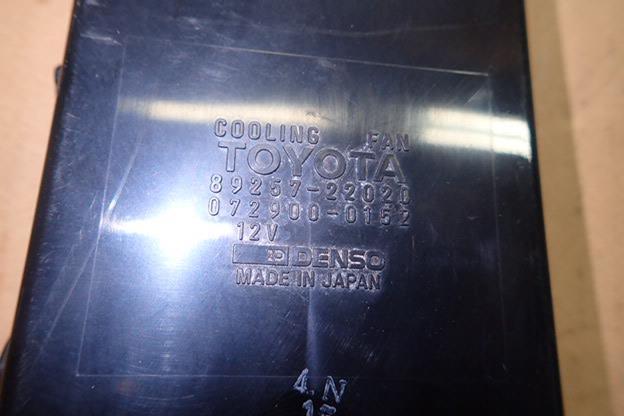 COOLING FAN
TOYOTA
89257-22020
072900-0152
12V
DENSO
MADE IN JAPAN
4.N